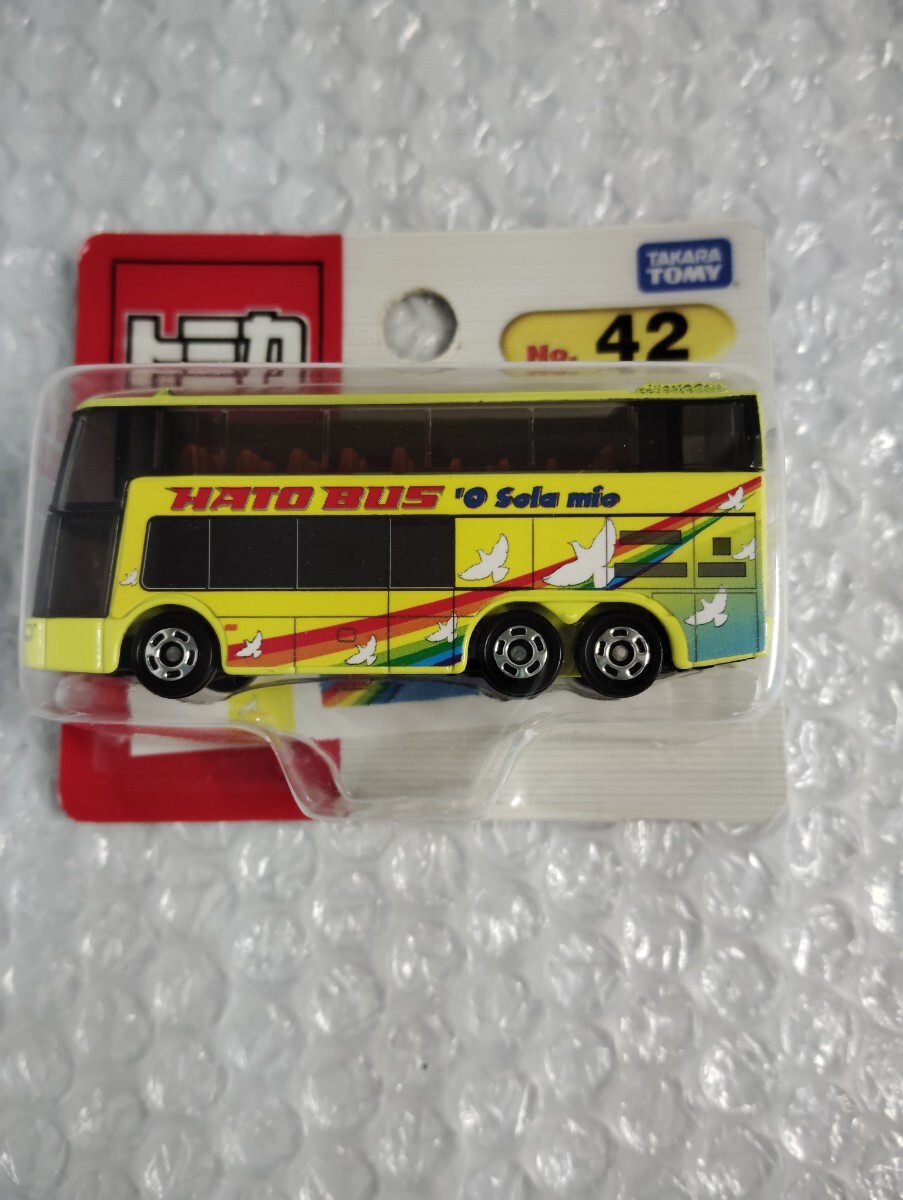 トミカ
TAKARA
TOMY
No. 42
HATO BUS 'O Sola mio